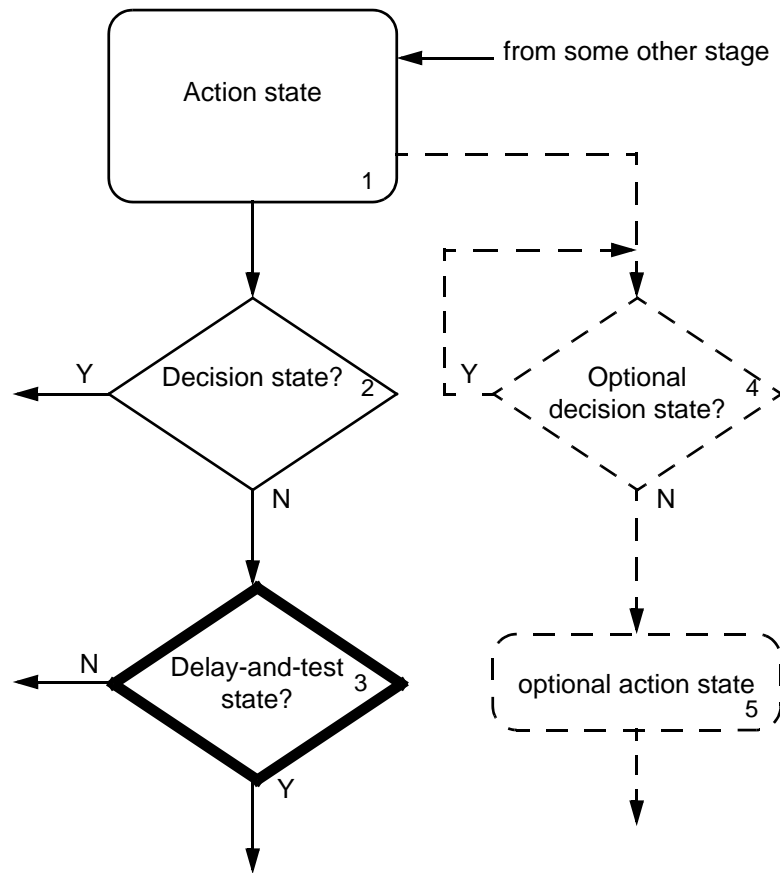 from some other stage
Action state
1
Y
Decision state?
2
N
Y
Optional
decision state?
4
N
N
Delay-and-test
state?
3
Y
optional action state
5